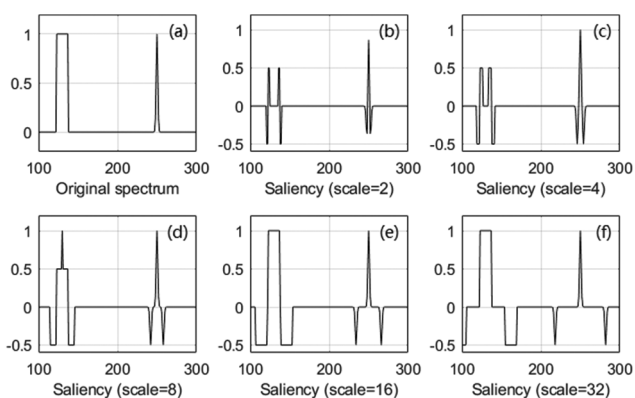 (a)
1
0.5
0
100 200 300
Original spectrum
(b)
1
0.5
0
-0.5
100 200 300
Saliency (scale=2)
(c)
1
0.5
0
-0.5
100 200 300
Saliency (scale=4)
(d)
1
0.5
0
-0.5
100 200 300
Saliency (scale=8)
(e)
1
0.5
0
-0.5
100 200 300
Saliency (scale=16)
(f)
1
0.5
0
-0.5
100 200 300
Saliency (scale=32)